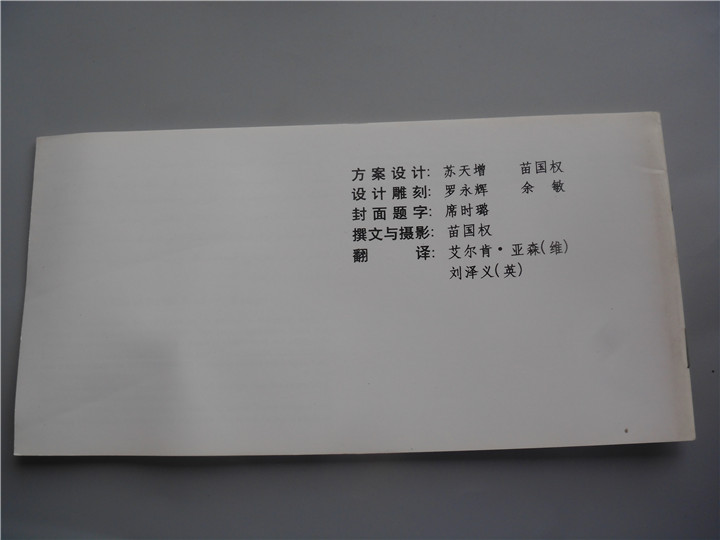 方案设计: 苏天增 苗国权
设计雕刻: 罗永辉 余 敏
封面题字: 席时璐
撰文与摄影: 苗国权
翻 译: 艾尔肯·亚森(维)
刘泽义(英)